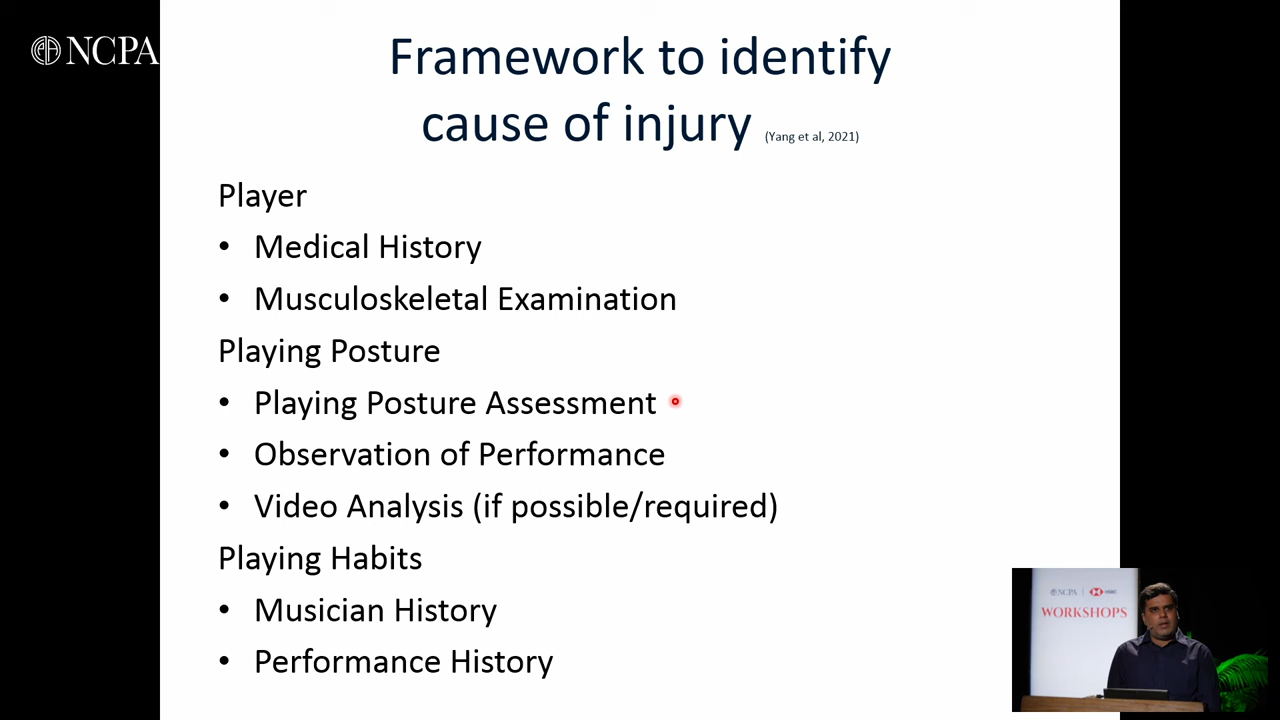 NCPA
Framework to identify
cause of injury (Yang et al, 2021)
Player
• Medical History
• Musculoskeletal Examination
Playing Posture
• Playing Posture Assessment
• Observation of Performance
• Video Analysis (if possible/required)
Playing Habits
• Musician History
• Performance History
NCPA | HSBC
WORKSHOPS